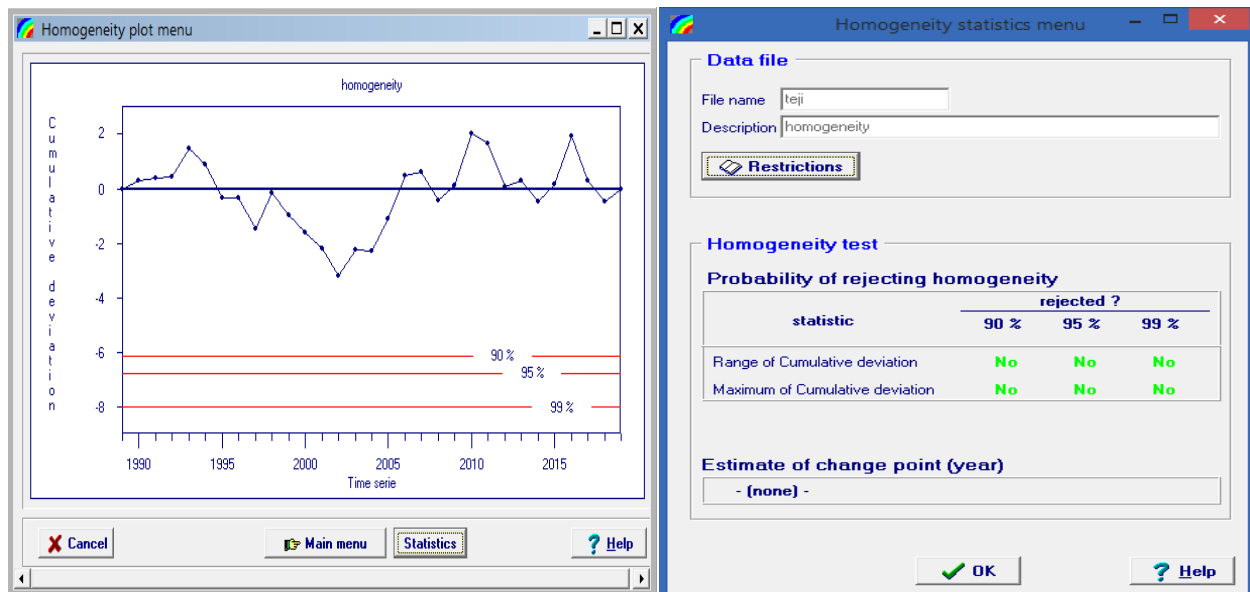 Homogeneity plot menu
homogeneity
Cumulative deviation
2
0
-2
-4
-6
-8
90 %
95 %
99 %
1990 1995 2000 2005 2010 2015
Time serie
Cancel
Main menu
Statistics
Help
Homogeneity statistics menu
Data file
File name teji
Description homogeneity
Restrictions
Homogeneity test
Probability of rejecting homogeneity
rejected ?
statistic 90 % 95 % 99 %
Range of Cumulative deviation No No No
Maximum of Cumulative deviation No No No
Estimate of change point (year)
- (none) -
OK
Help